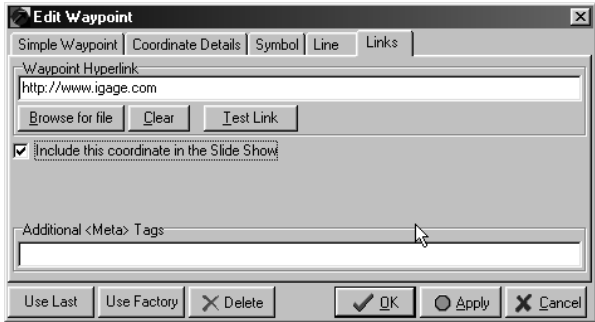 Edit Waypoint
Simple Waypoint Coordinate Details Symbol Line Links
Waypoint Hyperlink
http://www.igage.com
Browse for file Clear Test Link
Include this coordinate in the Slide Show
Additional <Meta> Tags
Use Last Use Factory Delete OK Apply Cancel